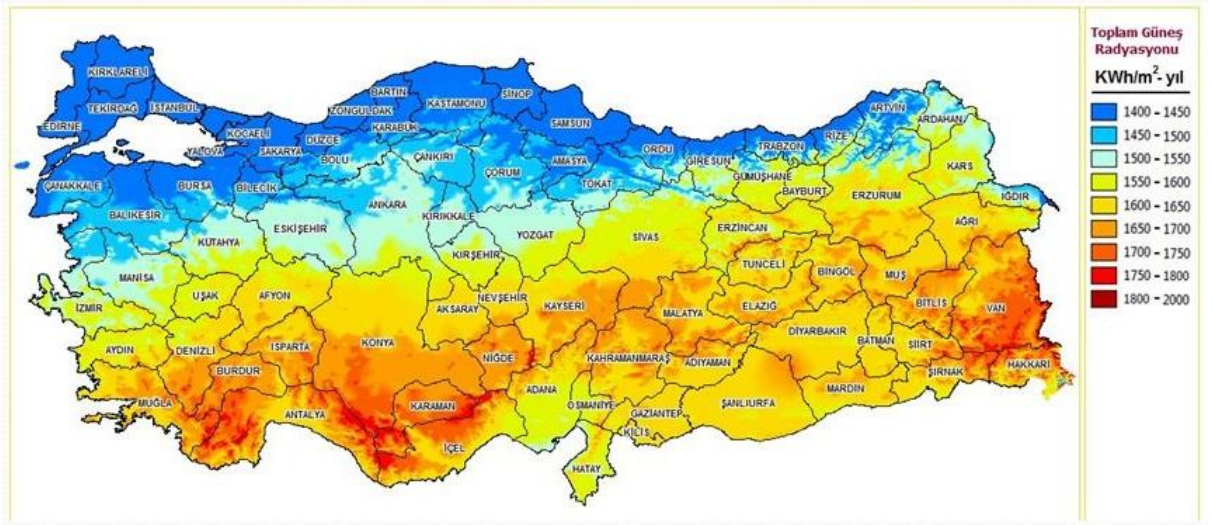 KIRKLARELİ
TEKİRDAĞ
İSTANBUL
EDİRNE
KOCAELİ
YALOVA
SAKARYA
DÜZCE
ZONGULDAK
BARTIN
KARABÜK
KASTAMONU
SİNOP
SAMSUN
BOLU
ÇANKIRI
ÇORUM
AMASYA
TOKAT
ORDU
GİRESUN
TRABZON
RİZE
ARTVİN
ARDAHAN
GÜMÜŞHANE
BAYBURT
KARS
ERZURUM
IĞDIR
ÇANAKKALE
BURSA
BİLECİK
BALIKESİR
KÜTAHYA
ESKİŞEHİR
ANKARA
KIRIKKALE
YOZGAT
KIRŞEHİR
SİVAS
ERZİNCAN
AĞRI
MANİSA
İZMİR
UŞAK
AFYON
AKSARAY
NEVŞEHİR
KAYSERİ
MALATYA
TUNCELİ
ELAZIĞ
BİNGÖL
MUŞ
BİTLİS
VAN
AYDIN
DENİZLİ
ISPARTA
BURDUR
KONYA
NİĞDE
KAHRAMANMARAŞ
ADIYAMAN
DİYARBAKIR
BATMAN
SİİRT
ŞIRNAK
HAKKARİ
MUĞLA
ANTALYA
KARAMAN
İÇEL
ADANA
OSMANİYE
GAZİANTEP
KİLİS
ŞANLIURFA
MARDİN
HATAY
Toplam Güneş
Radyasyonu
KWh/m²- yıl
1400 - 1450
1450 - 1500
1500 - 1550
1550 - 1600
1600 - 1650
1650 - 1700
1700 - 1750
1750 - 1800
1800 - 2000